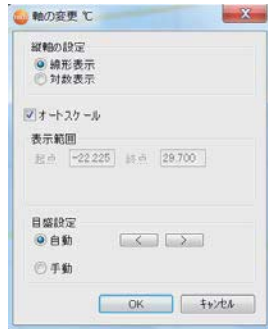 軸の変更 ℃
縦軸の設定
線形表示
対数表示
オートスケール
表示範囲
起点 -22.225 終点 29.700
目盛設定
自動 < >
手動
OK キャンセル